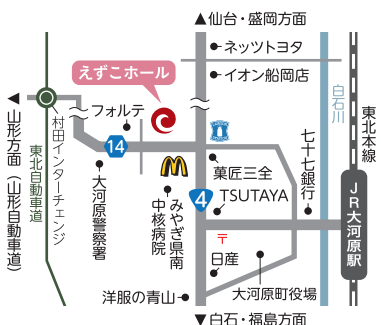 ▲仙台・盛岡方面
ネッツトヨタ
イオン船岡店
えずこホール
フォルテ
14
白石川
東北本線
▲山形方面（山形自動車道）
東北自動車道
村田インターチェンジ
大河原警察署
みやぎ県南
中核病院
菓匠三全
4
TSUTAYA
七十七銀行
JR大河原駅
〒
日産
大河原町役場
洋服の青山
▼白石・福島方面